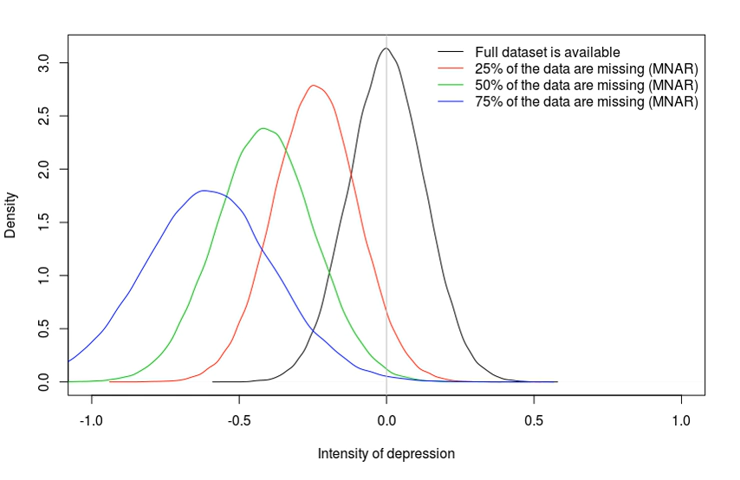 Full dataset is available
25% of the data are missing (MNAR)
50% of the data are missing (MNAR)
75% of the data are missing (MNAR)
Density
3.0
2.5
2.0
1.5
1.0
0.5
0.0
-1.0 -0.5 0.0 0.5 1.0
Intensity of depression